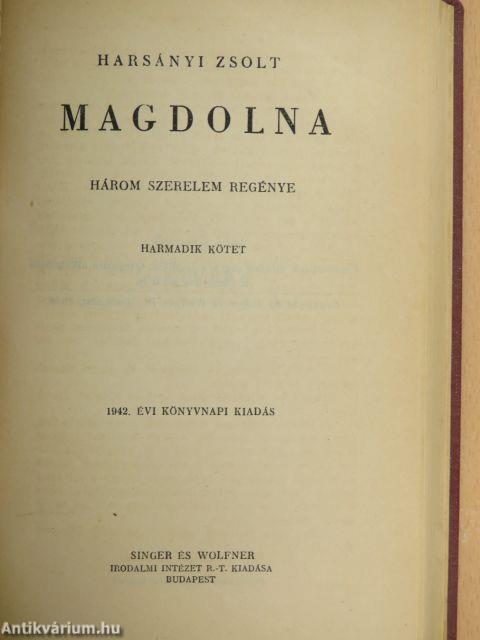 HARSÁNYI ZSOLT
MAGDOLNA
HÁROM SZERELEM REGÉNYE
HARMADIK KÖTET
1942. ÉVI KÖNYVNAPI KIADÁS
SINGER ÉS WOLFNER
IRODALMI INTÉZET R.-T. KIADÁSA
BUDAPEST
Antikvárium.hu